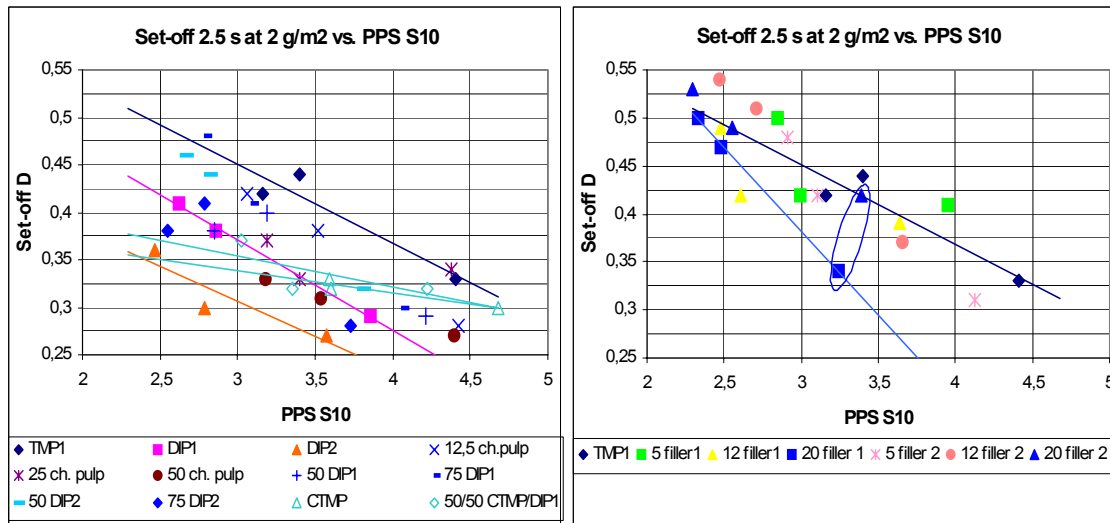 Set-off 2.5 s at 2 g/m2 vs. PPS S10
Set-off D
0,55
0,5
0,45
0,4
0,35
0,3
0,25
2 2,5 3 3,5 4 4,5 5
PPS S10
TMP1 DIP1 DIP2 12,5 ch.pulp
25 ch. pulp 50 ch. pulp 50 DIP1 75 DIP1
50 DIP2 75 DIP2 CTMP 50/50 CTMP/DIP1
Set-off 2.5 s at 2 g/m2 vs. PPS S10
Set-off D
0,55
0,5
0,45
0,4
0,35
0,3
0,25
2 2,5 3 3,5 4 4,5 5
PPS S10
TMP1 5 filler1 12 filler1 20 filler 1 5 filler 2 12 filler 2 20 filler 2